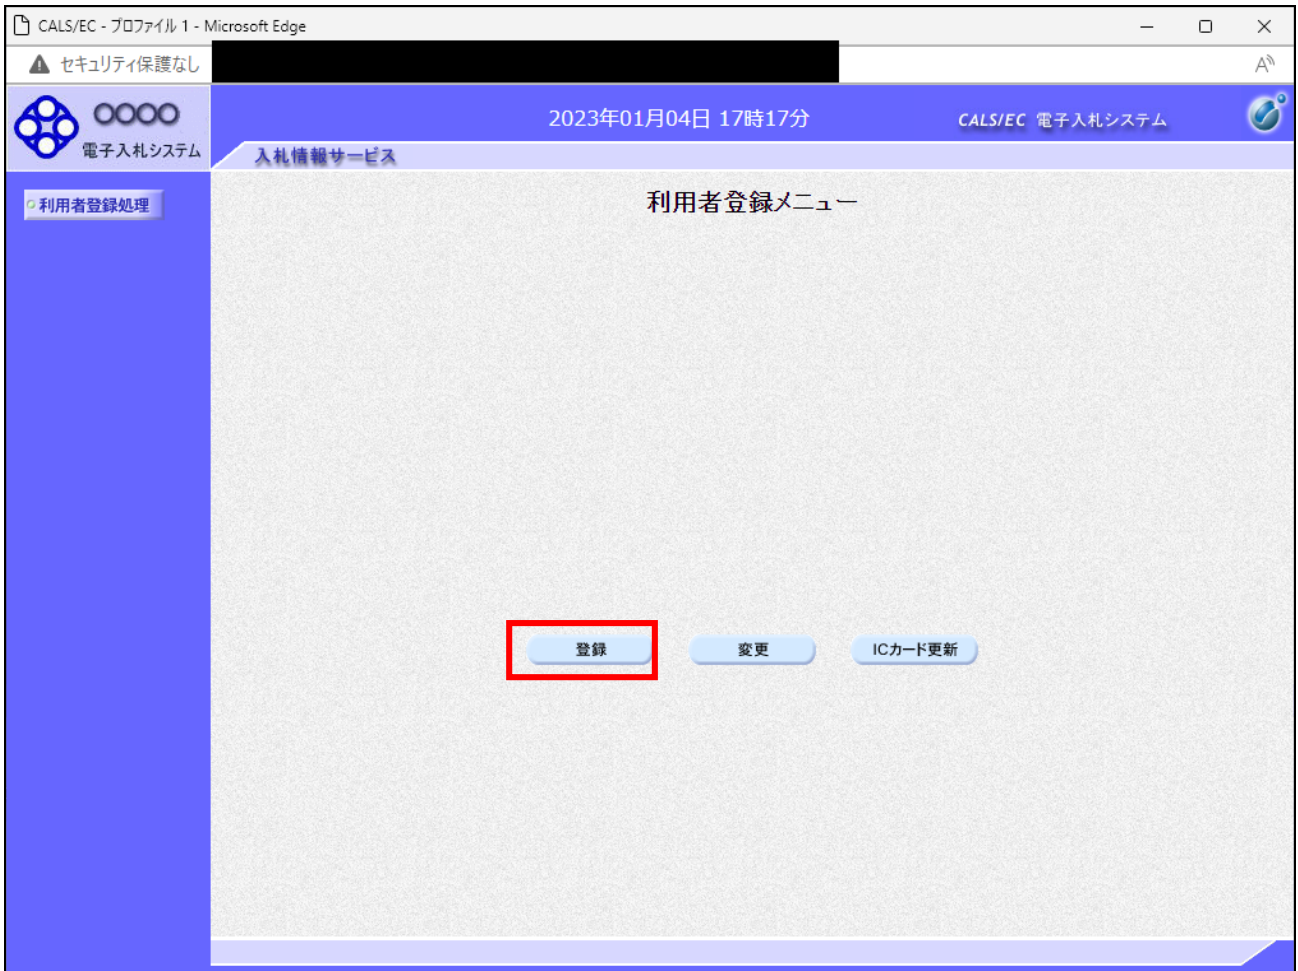 CALS/EC - プロファイル 1 - Microsoft Edge
セキュリティ保護なし
A
〇〇〇〇
電子入札システム
2023年01月04日 17時17分
CALS/EC 電子入札システム
入札情報サービス
利用者登録処理
利用者登録メニュー
登録
変更
ICカード更新